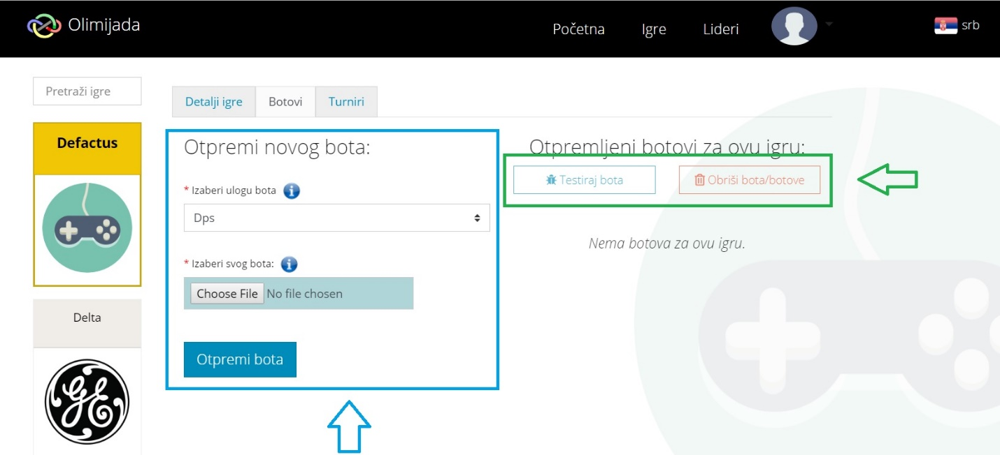 Olimijada
Početna Igre Lideri srb
Pretraži igre
Detalji igre Botovi Turniri
Defactus
Otpremi novog bota:
* Izaberi ulogu bota
Dps
* Izaberi svog bota:
Choose File No file chosen
Otpremi bota
Otpremljeni botovi za ovu igru:
Testiraj bota Obriši bota/botove
Nema botova za ovu igru.
Delta
GE